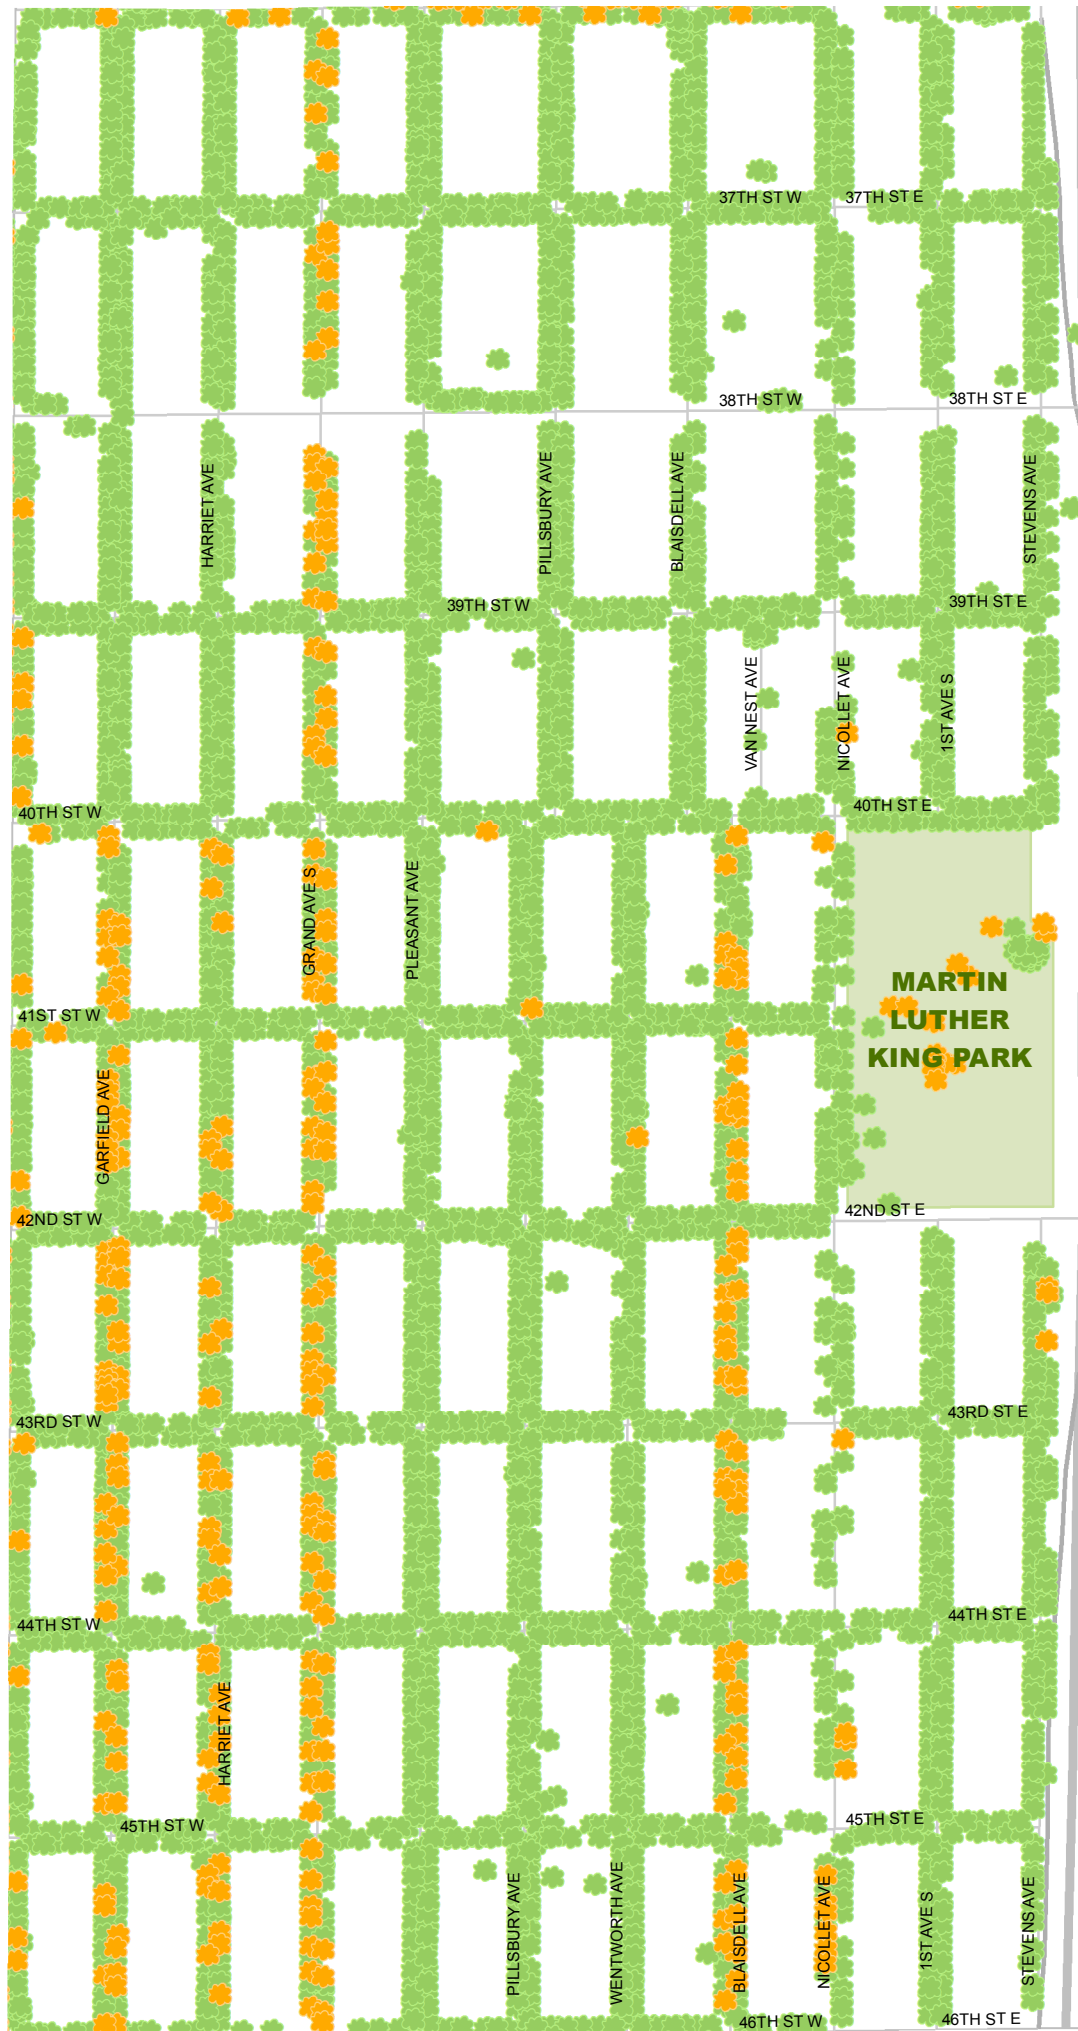 37TH ST W
37TH ST E
38TH ST W
38TH ST E
HARRIET AVE
PILLSBURY AVE
BLAISDELL AVE
STEVENS AVE
39TH ST W
39TH ST E
VAN NEST AVE
NICOLLET AVE
1ST AVE S
40TH ST W
40TH ST E
GRAND AVE S
PLEASANT AVE
MARTIN
LUTHER
KING PARK
41ST ST W
GARFIELD AVE
42ND ST W
42ND ST E
43RD ST W
43RD ST E
44TH ST W
44TH ST E
HARRIET AVE
45TH ST W
45TH ST E
PILLSBURY AVE
WENTWORTH AVE
BLAISDELL AVE
NICOLLET AVE
1ST AVE S
STEVENS AVE
46TH ST W
46TH ST E